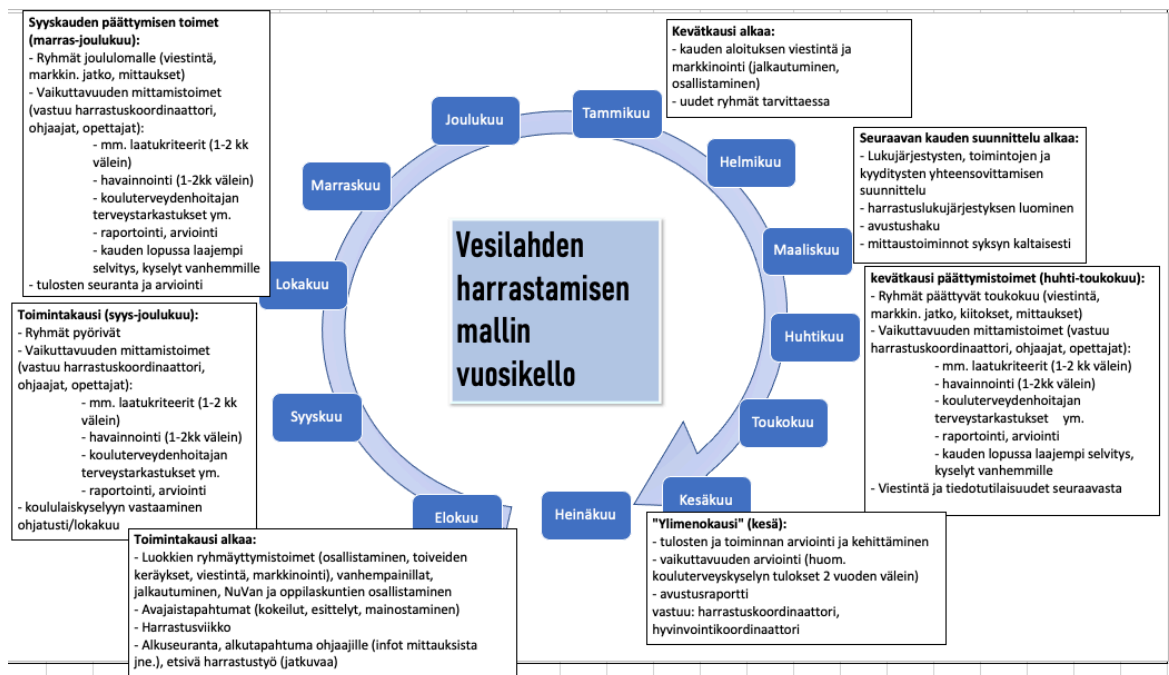 Syyskauden päättymisen toimet
(marras-joulukuu):
- Ryhmät joululomalle (viestintä,
markkin. jatko, mittaukset)
- Vaikuttavuuden mittamistoimet
(vastuu harrastuskoordinaattori,
ohjaajat, opettajat):
- mm. laatukriteerit (1-2 kk
välein)
- havainnointi (1-2kk välein)
- kouluterveydenhoitajan
terveystarkastukset ym.
- raportointi, arviointi
- kauden lopussa laajempi
selvitys, kyselyt vanhemmille
- tulosten seuranta ja arviointi
Toimintakausi (syys-joulukuu):
- Ryhmät pyörivät
- Vaikuttavuuden mittamistoimet
(vastuu harrastuskoordinaattori,
ohjaajat, opettajat):
- mm. laatukriteerit (1-2 kk
välein)
- havainnointi (1-2kk välein)
- kouluterveydenhoitajan
terveystarkastukset ym.
- raportointi, arviointi
- koululaiskyselyyn vastaaminen
ohjatusti/lokakuu
Toimintakausi alkaa:
- Luokkien ryhmäyttymistoimet (osallistaminen, toiveiden
keräykset, viestintä, markkinointi), vanhempainillat,
jalkautuminen, NuVan ja oppilaskuntien osallistaminen
- Avajaistapahtumat (kokeilut, esittelyt, mainostaminen)
- Harrastusviikko
- Alkuseuranta, alkutapahtuma ohjaajille (infot mittauksista
jne.), etsivä harrastustyö (jatkuvaa)
Joulukuu
Tammikuu
Marraskuu
Helmikuu
Lokakuu
Maaliskuu
Syyskuu
Huhtikuu
Elokuu
Toukokuu
Heinäkuu
Kesäkuu
Vesilahden
harrastamisen
mallin
vuosikello
Kevätkausi alkaa:
- kauden aloituksen viestintä ja
markkinointi (jalkautuminen,
osallistaminen)
- uudet ryhmät tarvittaessa
Seuraavan kauden suunnittelu alkaa:
- Lukujärjestysten, toimintojen ja
kyyditysten yhteensovittamisen
suunnittelu
- harrastuslukujärjestyksen luominen
- avustushaku
- mittaustoiminnot syksyn kaltaisesti
kevätkausi päättymistoimet (huhti-toukokuu):
- Ryhmät päättyvät toukokuu (viestintä,
markkin. jatko, kiitokset, mittaukset)
- Vaikuttavuuden mittamistoimet (vastuu
harrastuskoordinaattori, ohjaajat, opettajat):
- mm. laatukriteerit (1-2 kk välein)
- havainnointi (1-2kk välein)
- kouluterveydenhoitajan
terveystarkastukset ym.
- raportointi, arviointi
- kauden lopussa laajempi selvitys,
kyselyt vanhemmille
- Viestintä ja tiedotutilaisuudet seuraavasta
"Ylimenokausi" (kesä):
- tulosten ja toiminnan arviointi ja kehittäminen
- vaikuttavuuden arviointi (huom.
kouluterveyskyselyn tulokset 2 vuoden välein)
- avustusraportti
vastuu: harrastuskoordinaattori,
hyvinvointikoordinaattori